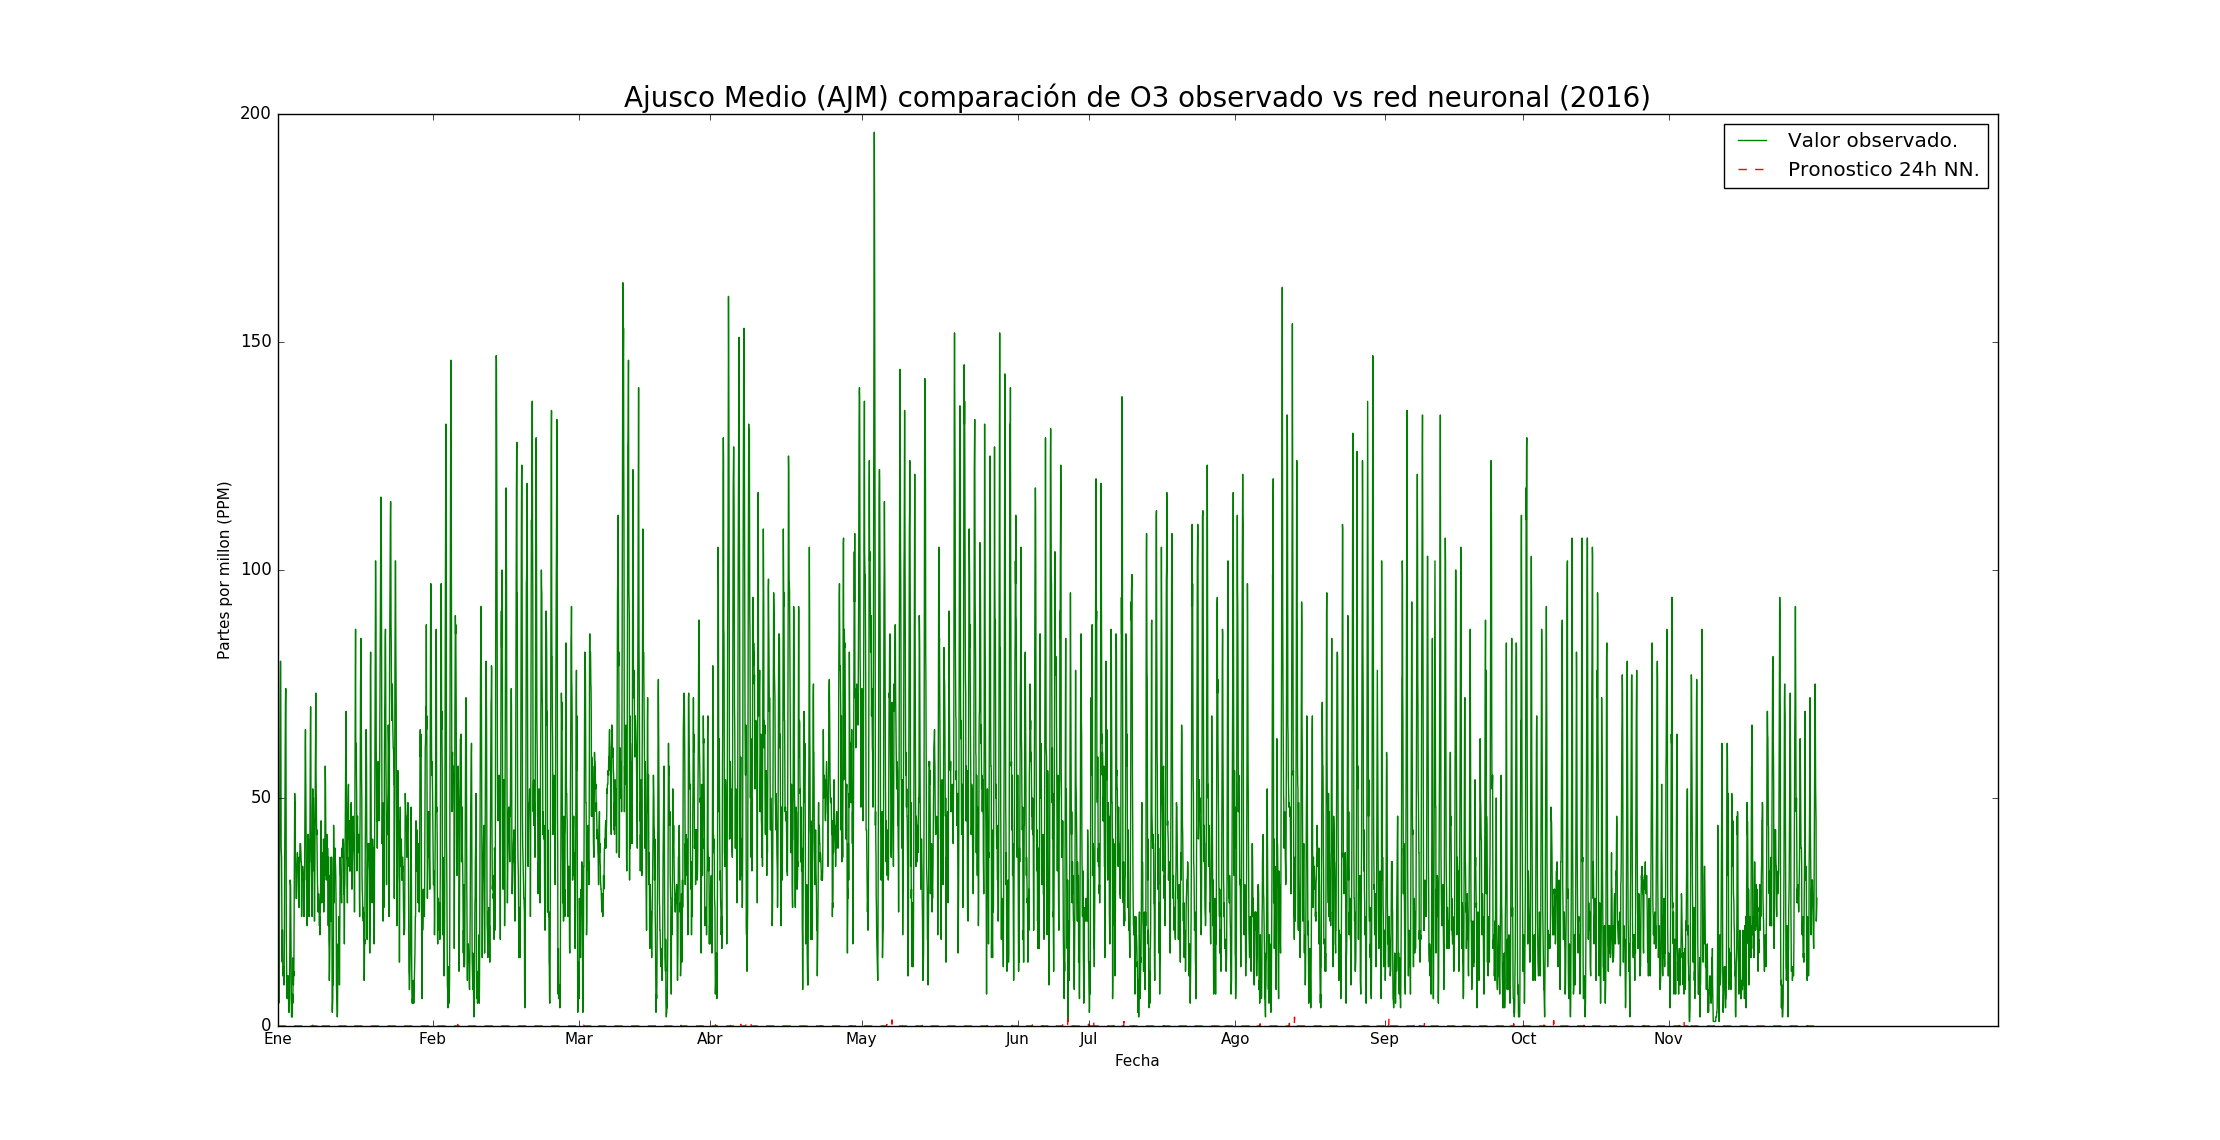 Ajusco Medio (AJM) comparación de O3 observado vs red neuronal (2016)
Valor observado.
Pronostico 24h NN.
Partes por millon (PPM)
200
150
100
50
0
Ene Feb Mar Abr May Jun Jul Ago Sep Oct Nov
Fecha